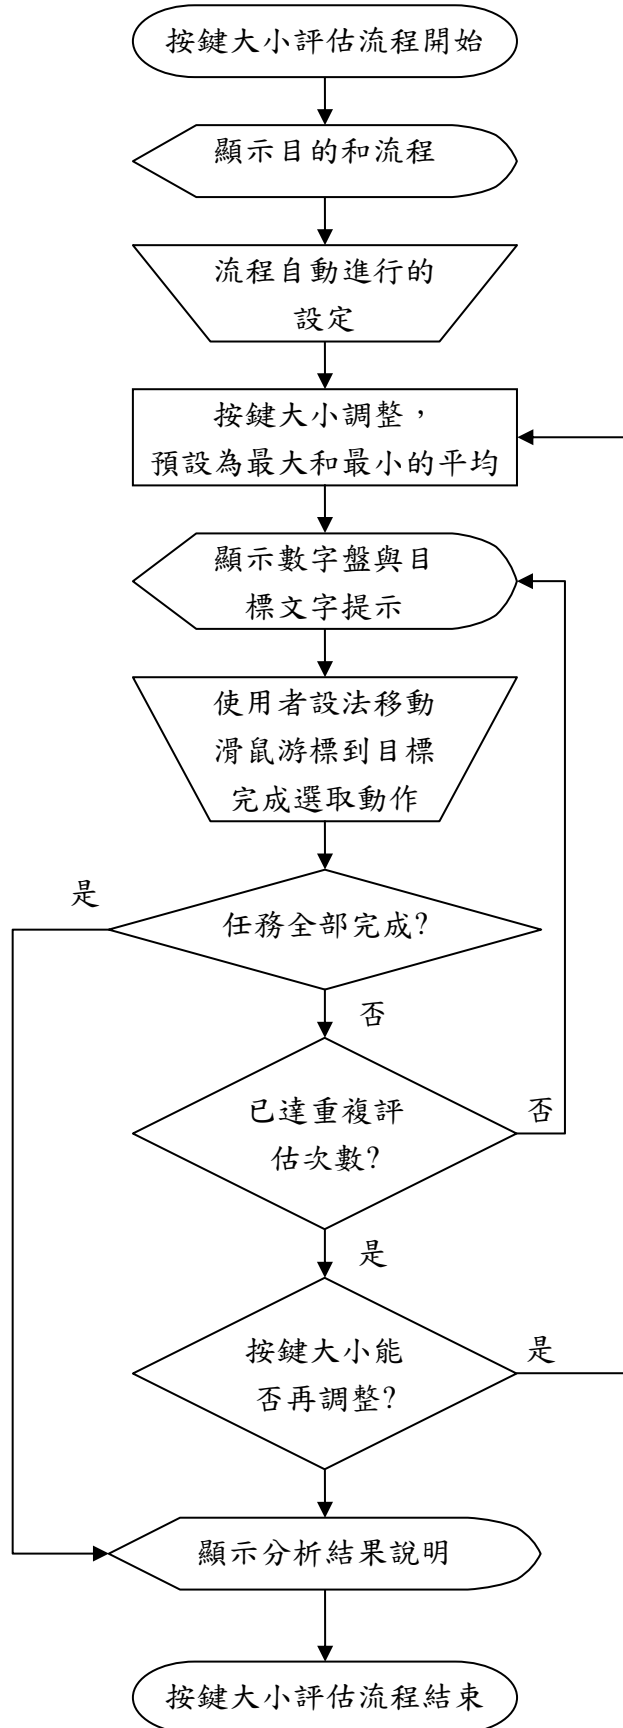 按鍵大小評估流程開始
顯示目的和流程
流程自動進行的
設定
按鍵大小調整，
預設為最大和最小的平均
顯示數字盤與目
標文字提示
使用者設法移動
滑鼠游標到目標
完成選取動作
是
任務全部完成?
否
已達重複評
估次數?
否
是
按鍵大小能
否再調整?
是
顯示分析結果說明
按鍵大小評估流程結束